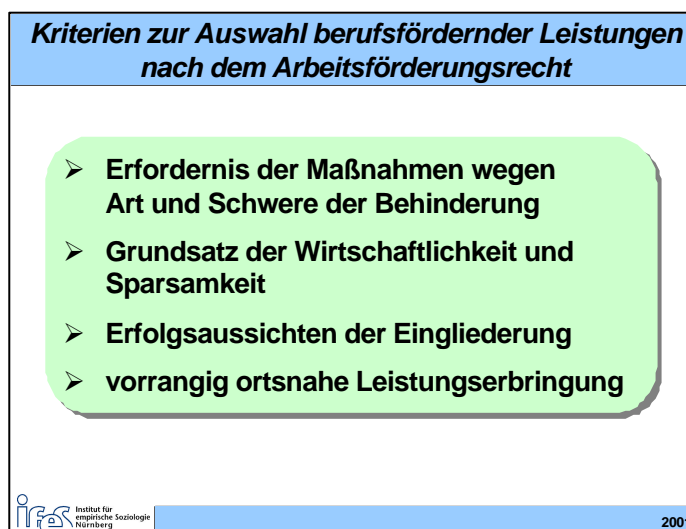 Kriterien zur Auswahl berufsfördernder Leistungen
nach dem Arbeitsförderungsrecht
➢ Erfordernis der Maßnahmen wegen
Art und Schwere der Behinderung
➢ Grundsatz der Wirtschaftlichkeit und
Sparsamkeit
➢ Erfolgsaussichten der Eingliederung
➢ vorrangig ortsnahe Leistungserbringung
ifes
Institut für
empirische Soziologie
Nürnberg